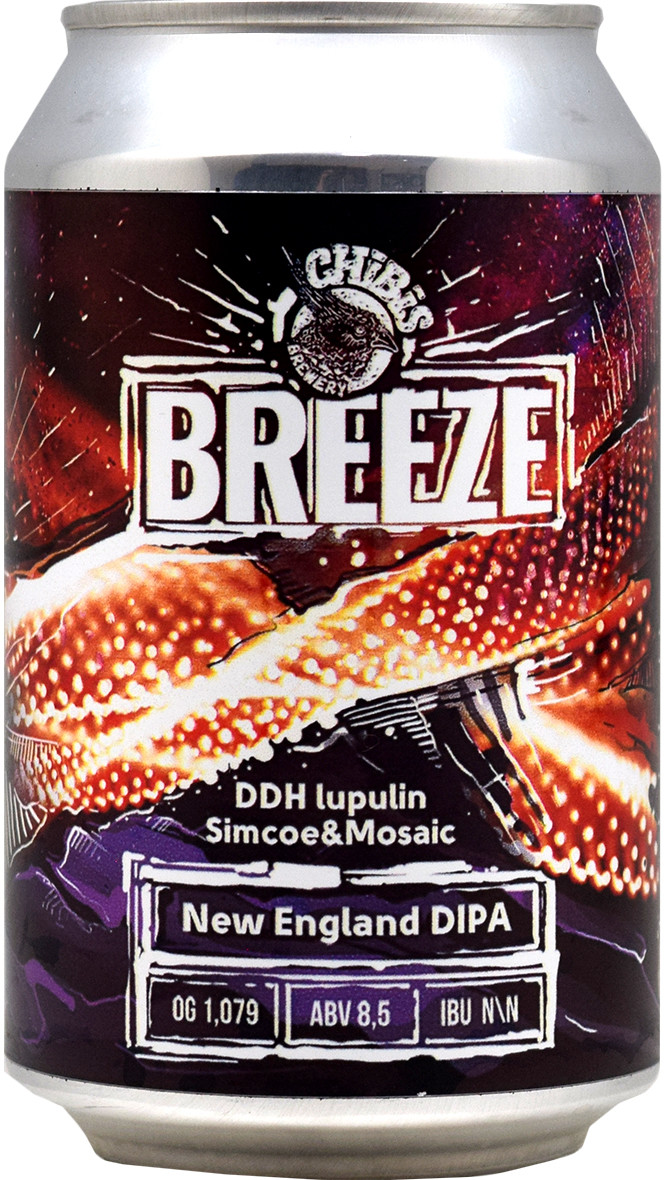 CHiBiS
BREWERY
BREEZE
DDH lupulin
Simcoe&Mosaic
New England DIPA
OG 1,079
ABV 8,5
IBU N\N